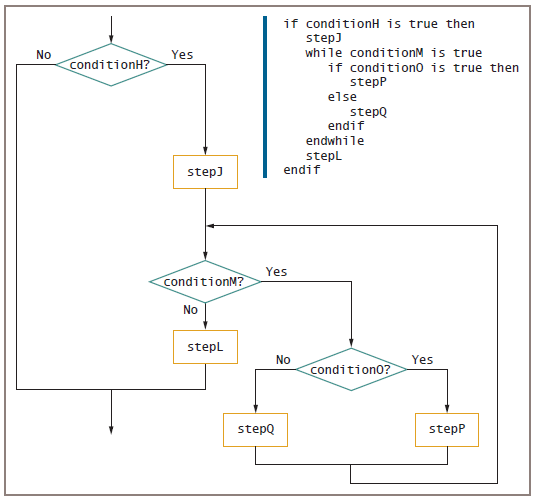 if conditionH is true then
stepJ
while conditionM is true
if conditionO is true then
stepP
else
stepQ
endif
endwhile
stepL
endif
No
Yes
conditionH?
stepJ
Yes
conditionM?
No
stepL
No
Yes
conditionO?
stepQ
stepP